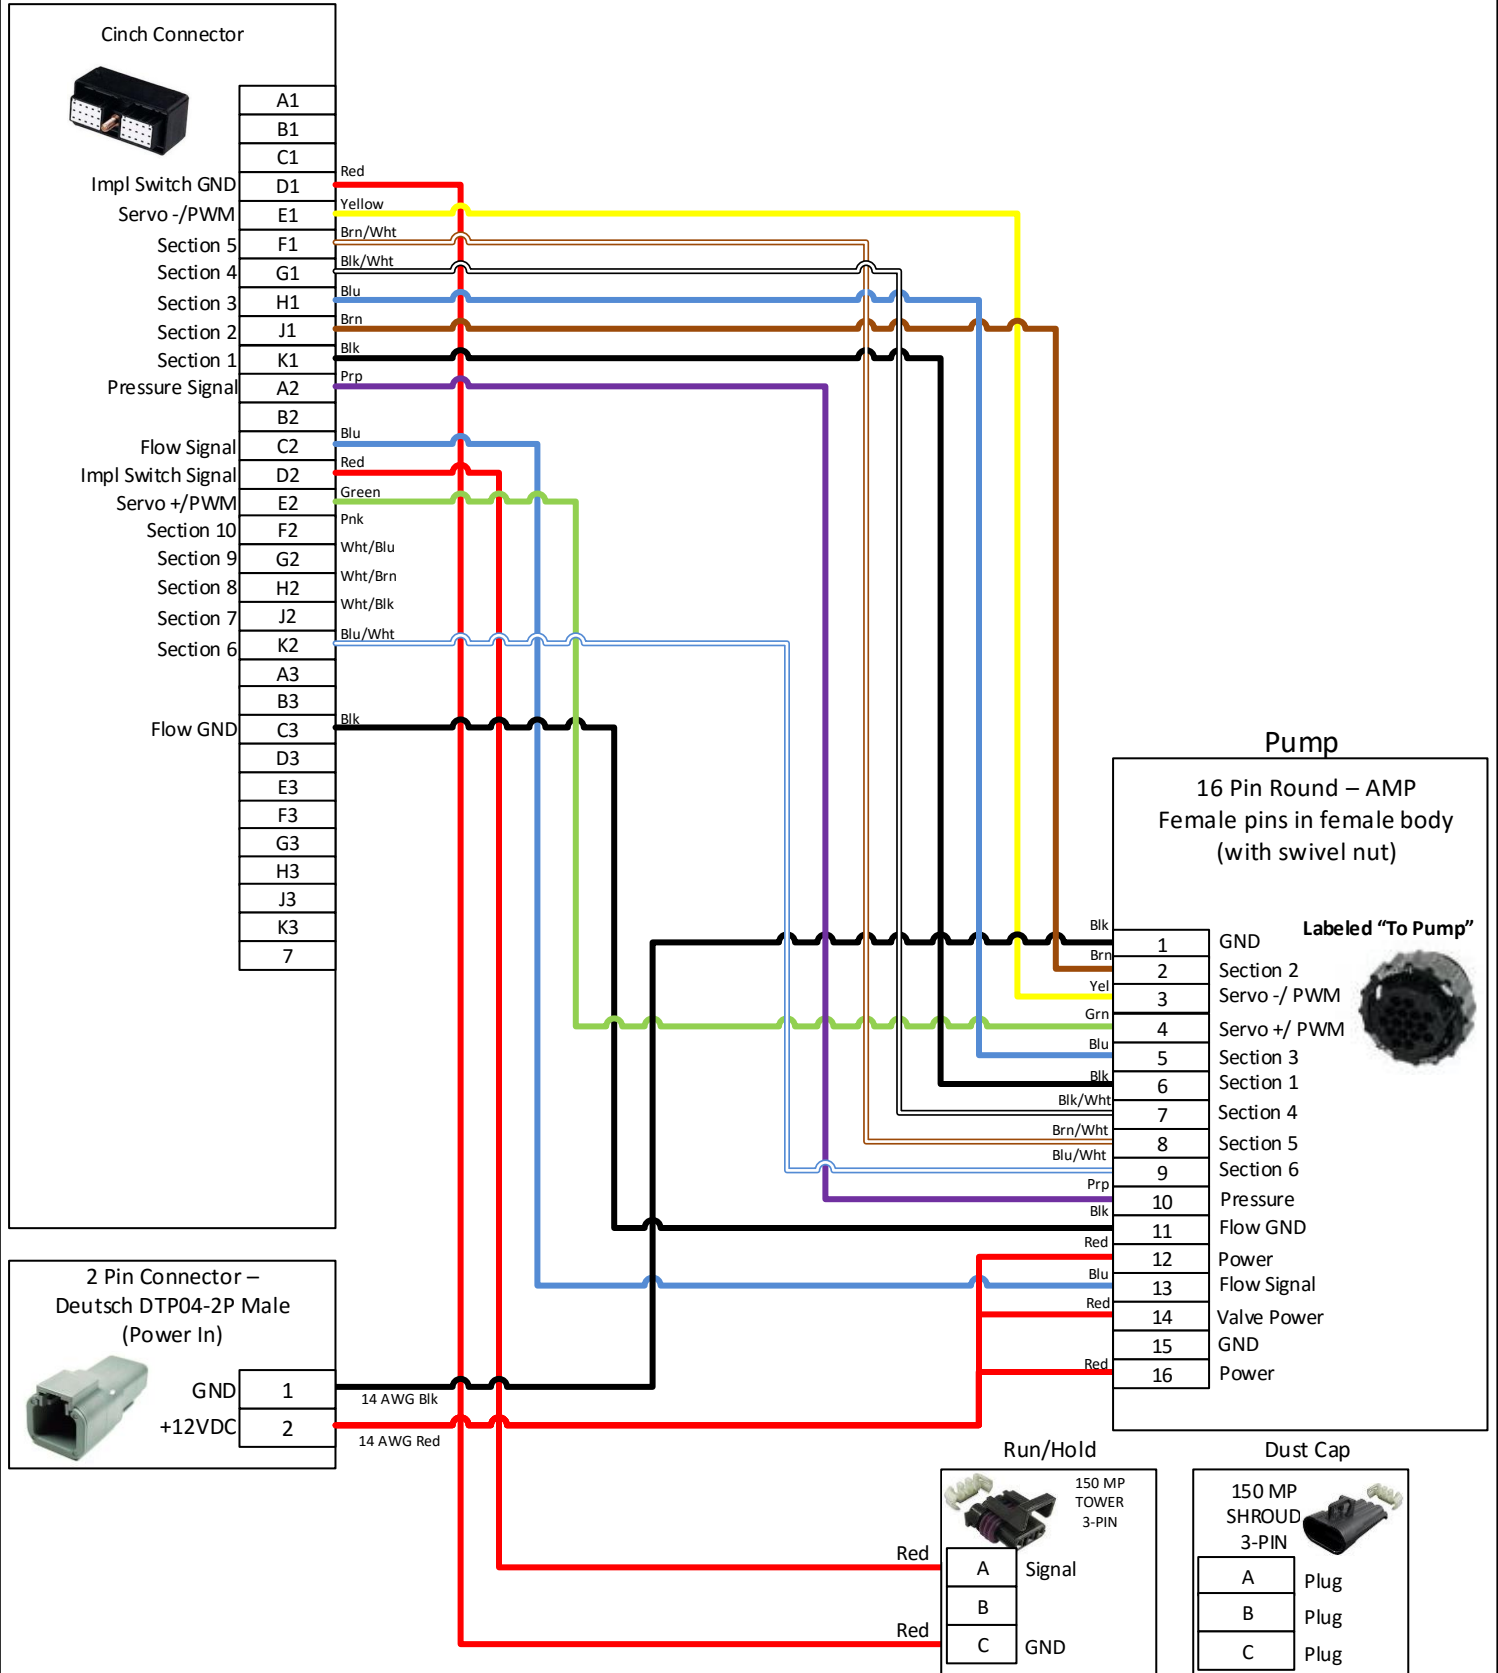 Cinch Connector
A1
B1
C1
Impl Switch GND D1 Red
Servo -/PWM E1 Yellow
Section 5 F1 Brn/Wht
Section 4 G1 Blk/Wht
Section 3 H1 Blu
Section 2 J1 Brn
Section 1 K1 Blk
Pressure Signal A2 Prp
B2
Flow Signal C2 Blu
Impl Switch Signal D2 Red
Servo +/PWM E2 Green
Section 10 F2 Pnk
Section 9 G2 Wht/Blu
Section 8 H2 Wht/Brn
Section 7 J2 Wht/Blk
Section 6 K2 Blu/Wht
A3
B3
Flow GND C3 Blk
D3
E3
F3
G3
H3
J3
K3
7
Pump
16 Pin Round – AMP
Female pins in female body
(with swivel nut)
Labeled “To Pump”
Blk 1 GND
Brn 2 Section 2
Yel 3 Servo -/ PWM
Grn 4 Servo +/ PWM
Blu 5 Section 3
Blk 6 Section 1
Blk/Wht 7 Section 4
Brn/Wht 8 Section 5
Blu/Wht 9 Section 6
Prp 10 Pressure
Blk 11 Flow GND
Red 12 Power
Blu 13 Flow Signal
Red 14 Valve Power
15 GND
Red 16 Power
2 Pin Connector –
Deutsch DTP04-2P Male
(Power In)
GND 1 14 AWG Blk
+12VDC 2 14 AWG Red
Run/Hold
150 MP
TOWER
3-PIN
Red A Signal
B
Red C GND
Dust Cap
150 MP
SHROUD
3-PIN
A Plug
B Plug
C Plug